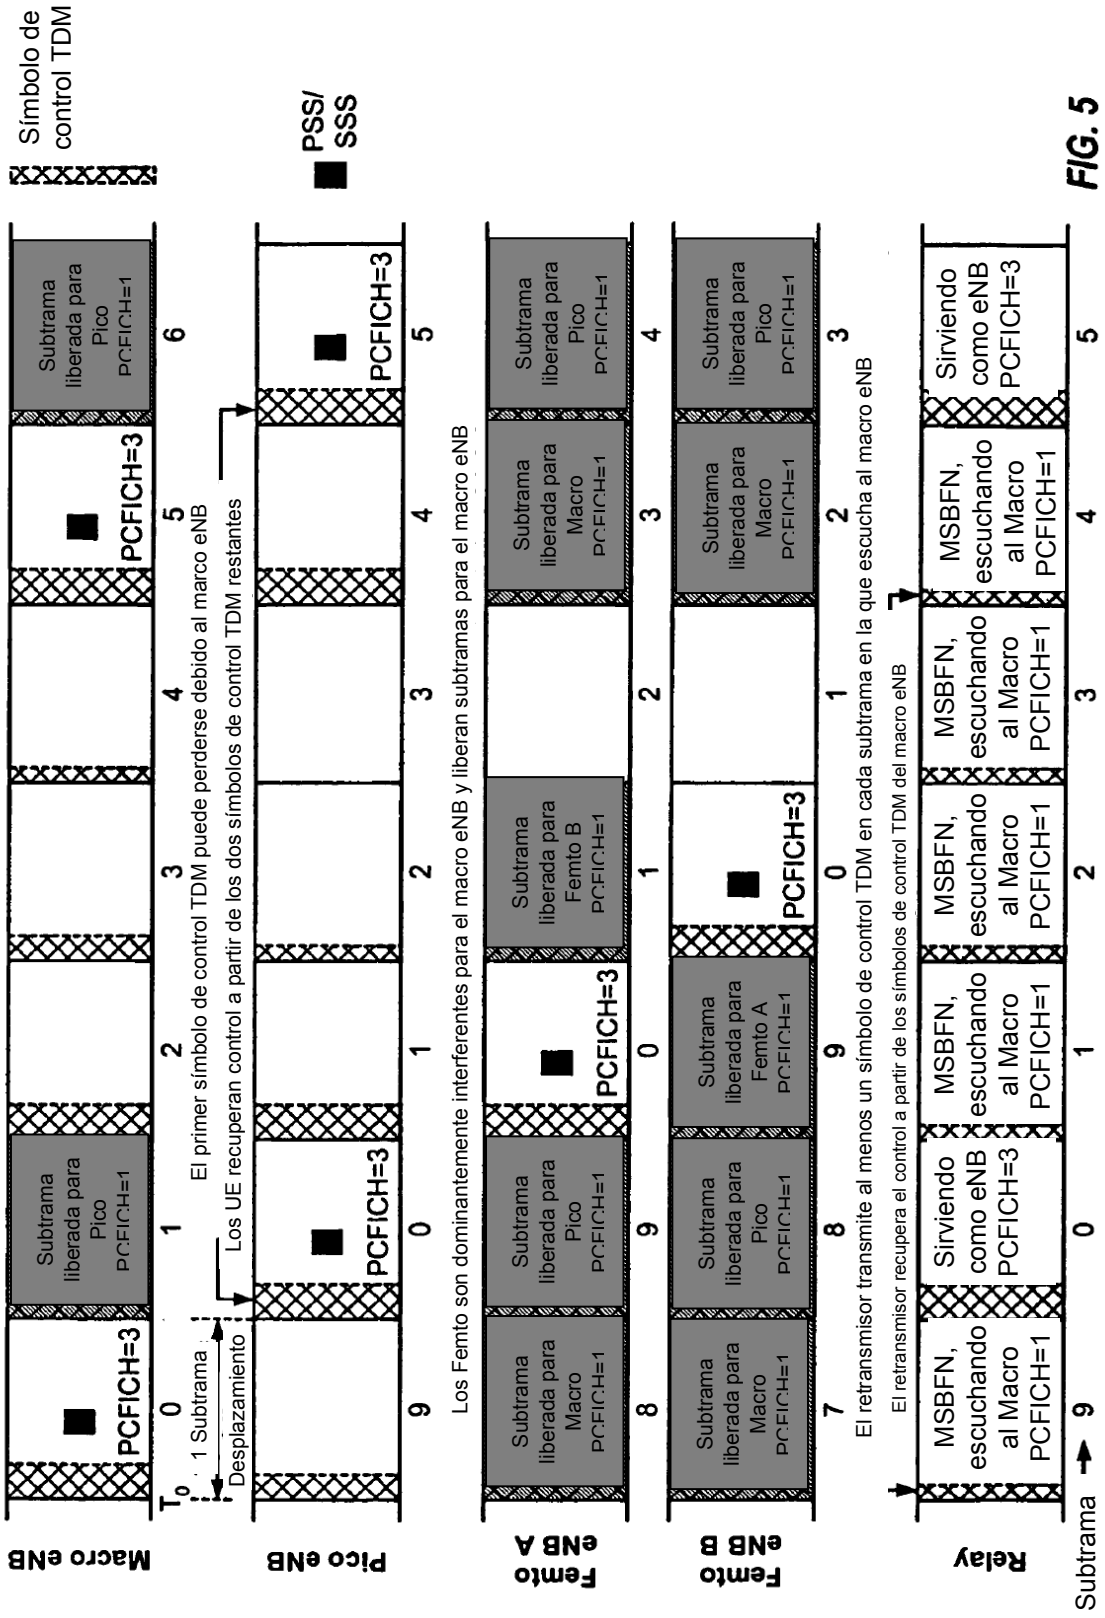 Símbolo de
control TDM
Macro eNB
PCFICH=3
Subtrama
liberada para
Pico
PCFICH=1
PCFICH=3
Subtrama
liberada para
Pico
PCFICH=1
T0
0
1
2
3
4
5
6
1 Subtrama
Desplazamiento
El primer símbolo de control TDM puede perderse debido al marco eNB
Los UE recuperan control a partir de los dos símbolos de control TDM restantes
PSS/
SSS
Pico eNB
PCFICH=3
PCFICH=3
9
0
1
2
3
4
5
Los Femto son dominantemente interferentes para el macro eNB y liberan subtramas para el macro eNB
Femto
eNB A
Subtrama
liberada para
Macro
PCFICH=1
Subtrama
liberada para
Pico
PCFICH=1
PCFICH=3
Subtrama
liberada para
Femto B
PCFICH=1
Subtrama
liberada para
Macro
PCFICH=1
Subtrama
liberada para
Pico
PCFICH=1
8
9
0
1
2
3
4
Femto
eNB B
Subtrama
liberada para
Macro
PCFICH=1
Subtrama
liberada para
Pico
PCFICH=1
Subtrama
liberada para
Femto A
PCFICH=1
PCFICH=3
Subtrama
liberada para
Macro
PCFICH=1
Subtrama
liberada para
Pico
PCFICH=1
7
8
9
0
1
2
3
El retransmisor transmite al menos un símbolo de control TDM en cada subtrama en la que escucha al macro eNB
El retransmisor recupera el control a partir de los símbolos de control TDM del macro eNB
Relay
MSBFN,
escuchando
al Macro
PCFICH=1
Sirviendo
como eNB
PCFICH=3
MSBFN,
escuchando
al Macro
PCFICH=1
MSBFN,
escuchando
al Macro
PCFICH=1
MSBFN,
escuchando
al Macro
PCFICH=1
MSBFN,
escuchando
al Macro
PCFICH=1
Sirviendo
como eNB
PCFICH=3
Subtrama
9
0
1
2
3
4
5
FIG. 5